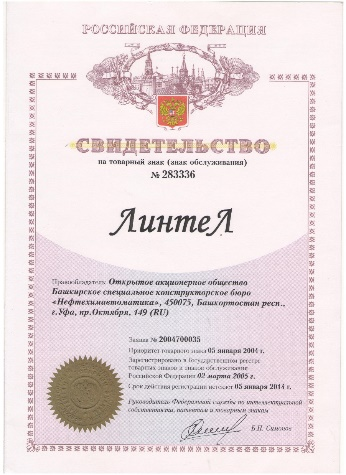 РОССИЙСКАЯ ФЕДЕРАЦИЯ
СВИДЕТЕЛЬСТВО
на товарный знак (знак обслуживания)
№ 283336
ЛинтеЛ
Правообладатель: Открытое акционерное общество
Башкирское специальное конструкторское бюро
«Нефтехимавтоматика», 450075, Башкортостан респ.,
г.Уфа, пр.Октября, 149 (RU)
Заявка № 2004700035
Приоритет товарного знака 05 января 2004 г.
Зарегистрировано в Государственном реестре
товарных знаков и знаков обслуживания
Российской Федерации 02 марта 2005 г.
Срок действия регистрации истекает 05 января 2014 г.
Руководитель Федеральной службы по интеллектуальной
собственности, патентам и товарным знакам
Б.П. Симонов